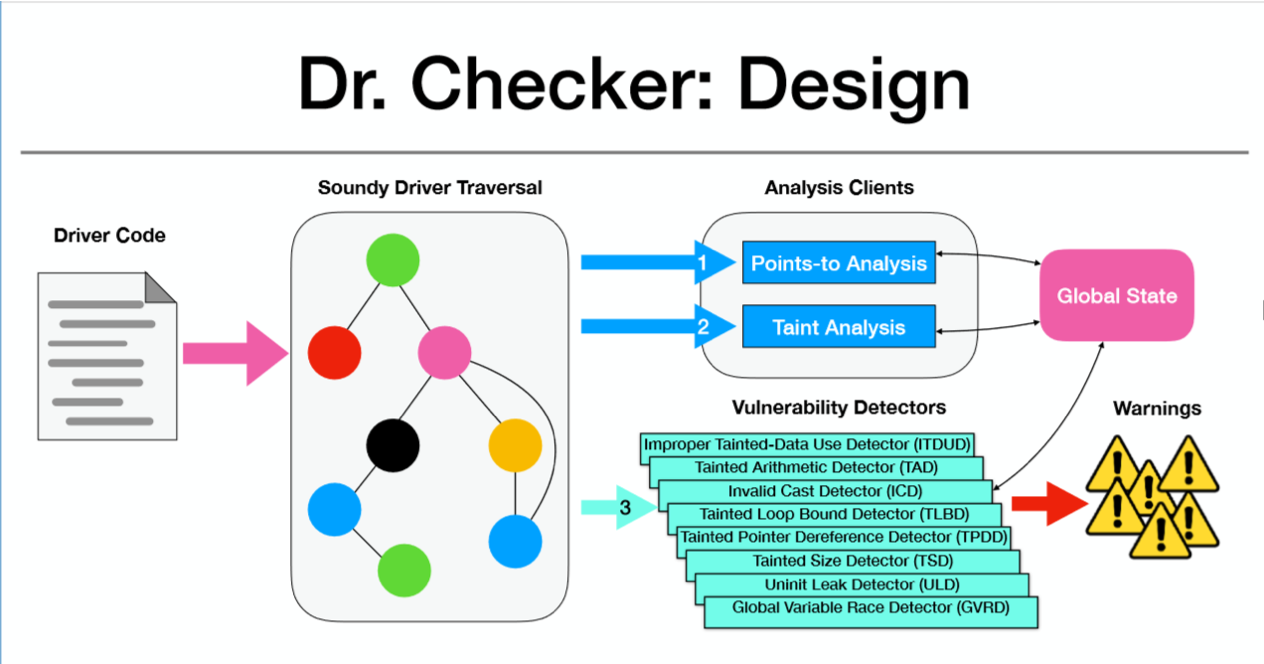 Dr. Checker: Design
Soundy Driver Traversal
Analysis Clients
Driver Code
1
Points-to Analysis
Global State
2
Taint Analysis
Vulnerability Detectors
Warnings
Improper Tainted-Data Use Detector (ITDUD)
Tainted Arithmetic Detector (TAD)
Invalid Cast Detector (ICD)
3
Tainted Loop Bound Detector (TLBD)
Tainted Pointer Dereference Detector (TPDD)
Tainted Size Detector (TSD)
Uninit Leak Detector (ULD)
Global Variable Race Detector (GVRD)